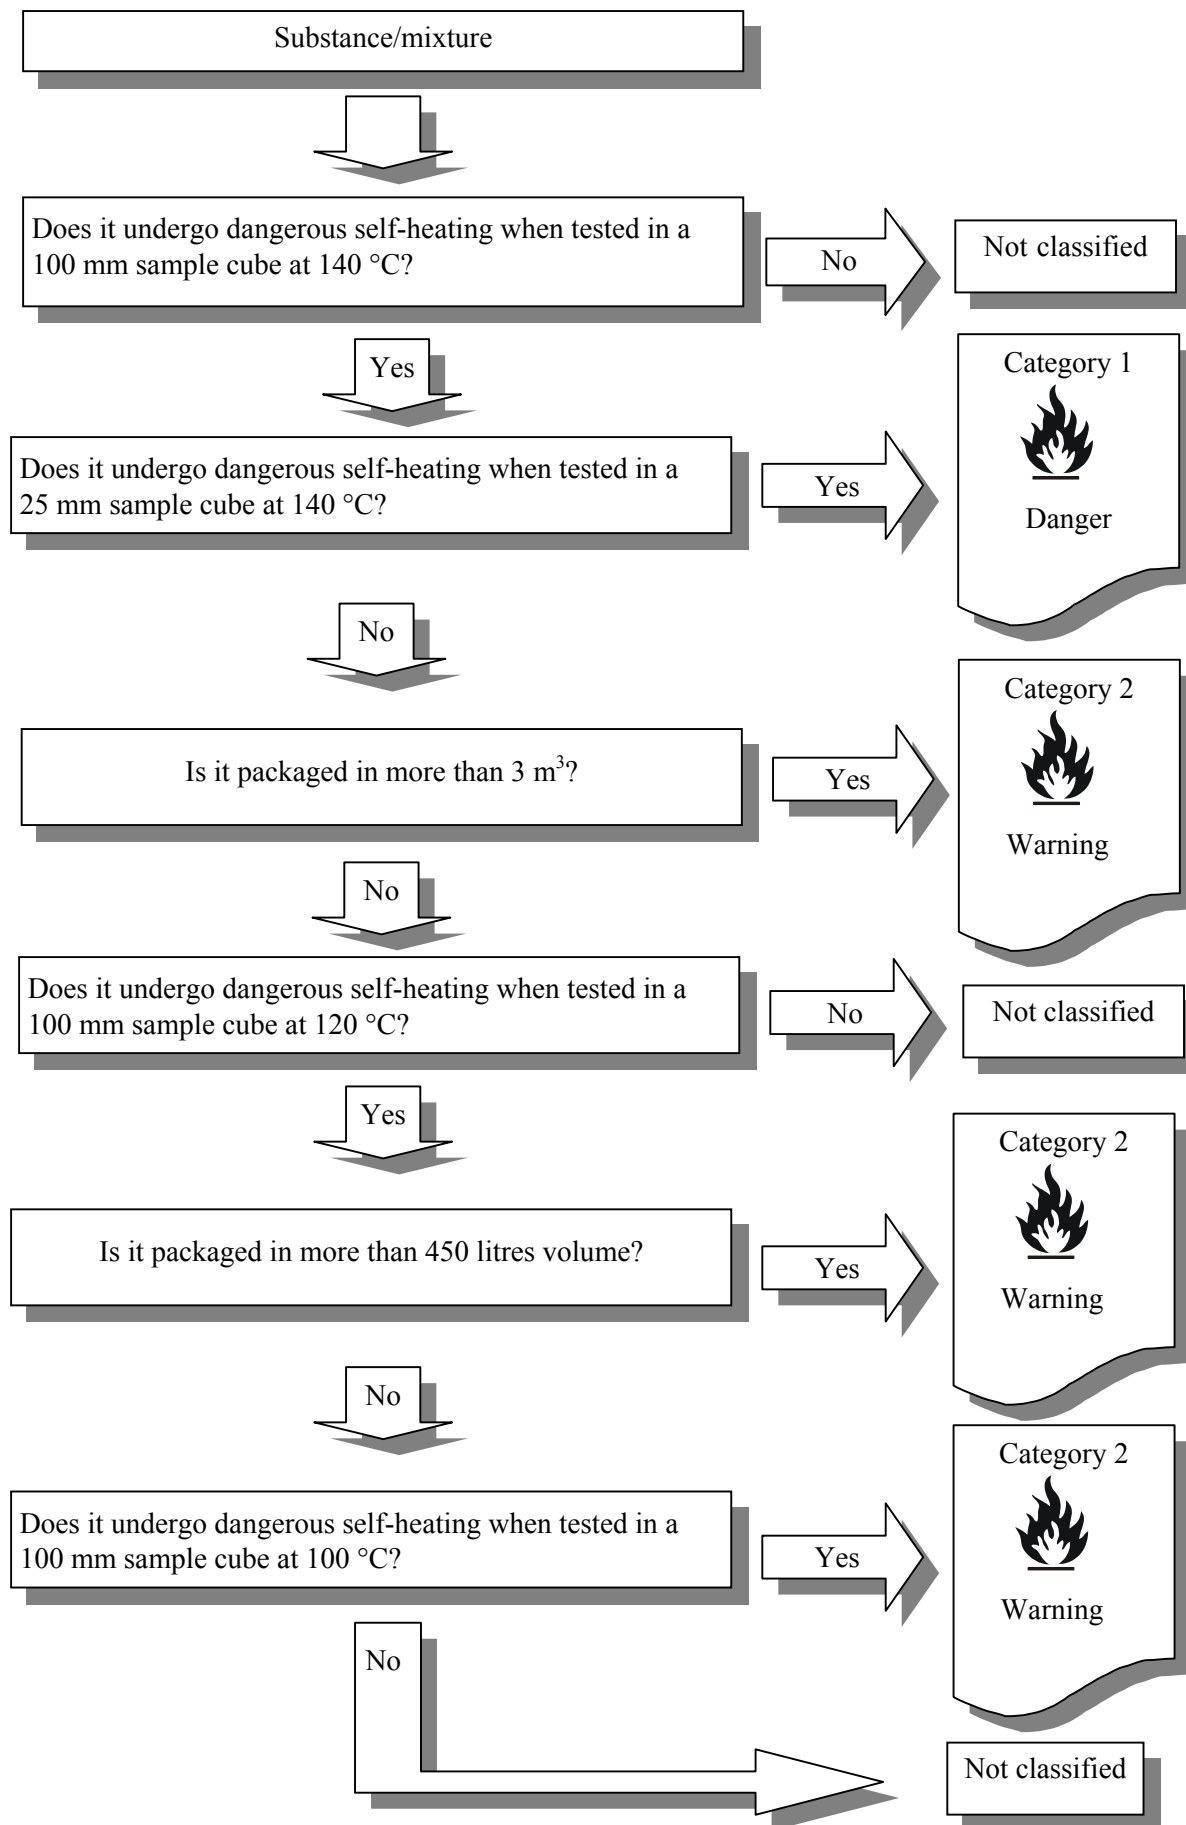 Substance/mixture
Does it undergo dangerous self-heating when tested in a
100 mm sample cube at 140 °C?
No
Not classified
Yes
Does it undergo dangerous self-heating when tested in a
25 mm sample cube at 140 °C?
Yes
Category 1
Danger
No
Is it packaged in more than 3 m³?
Yes
Category 2
Warning
No
Does it undergo dangerous self-heating when tested in a
100 mm sample cube at 120 °C?
No
Not classified
Yes
Is it packaged in more than 450 litres volume?
Yes
Category 2
Warning
No
Does it undergo dangerous self-heating when tested in a
100 mm sample cube at 100 °C?
Yes
Category 2
Warning
No
Not classified